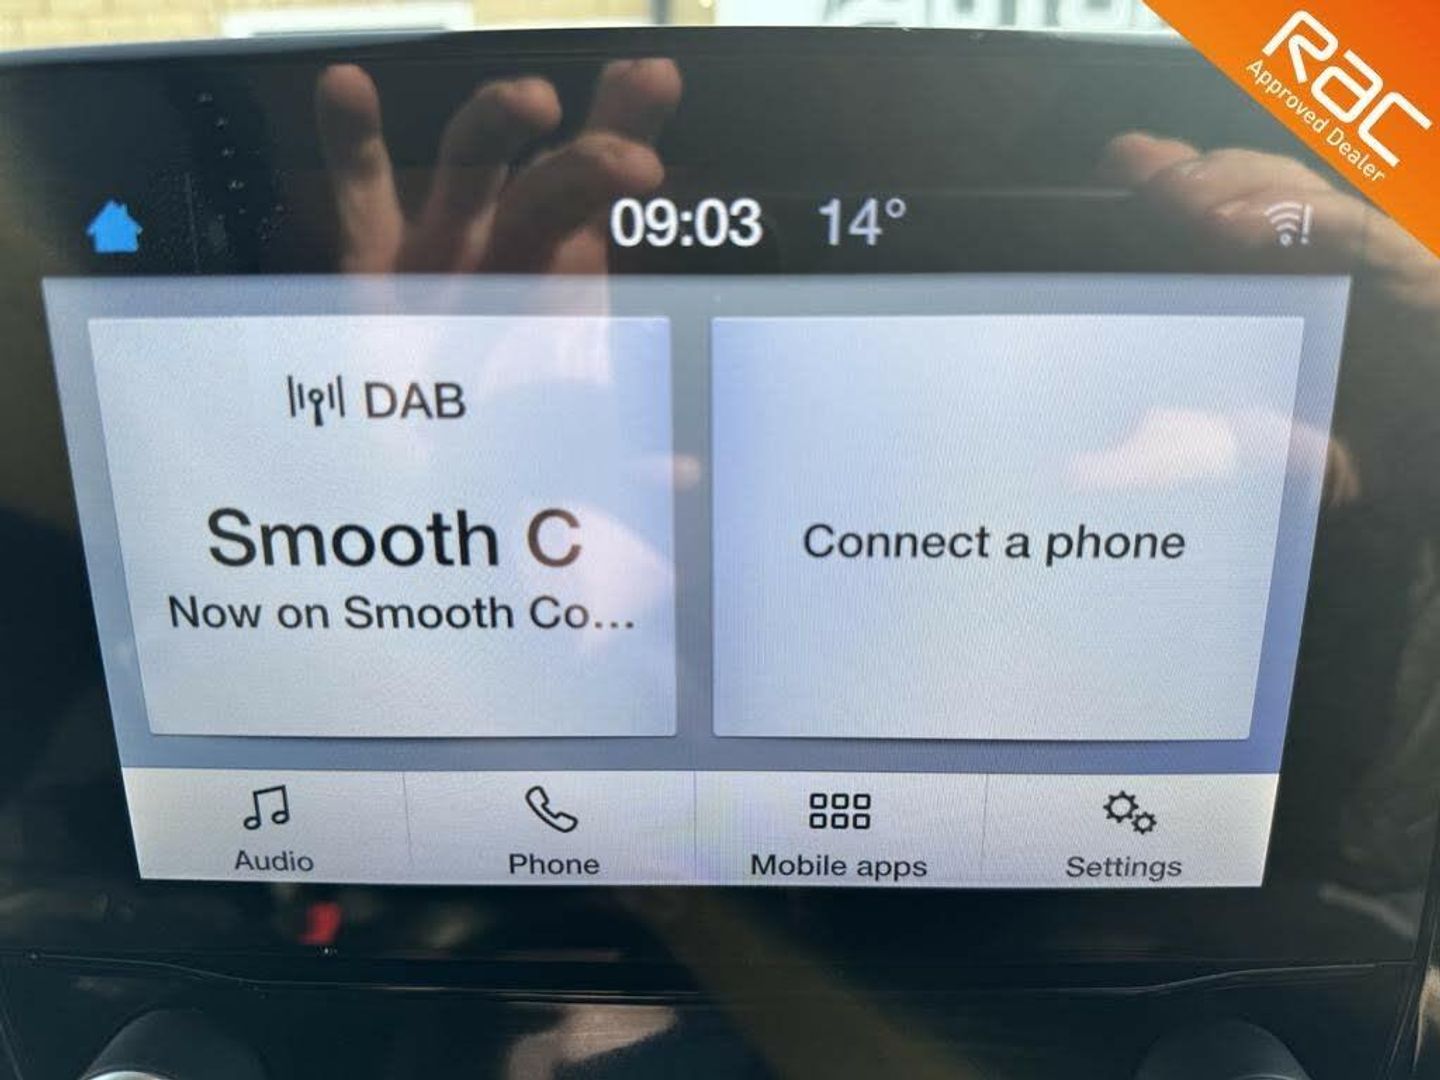 rac
Approved Dealer
09:03 14°
DAB
Smooth C
Now on Smooth Co...
Connect a phone
Audio
Phone
Mobile apps
Settings